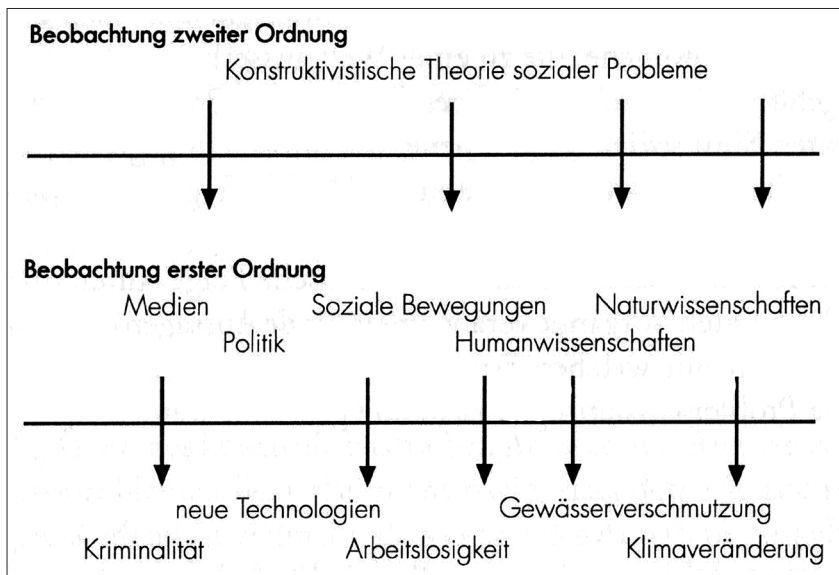 Beobachtung zweiter Ordnung
Konstruktivistische Theorie sozialer Probleme
Beobachtung erster Ordnung
Medien Soziale Bewegungen Naturwissenschaften
Politik Humanwissenschaften
neue Technologien Gewässerverschmutzung
Kriminalität Arbeitslosigkeit Klimaveränderung